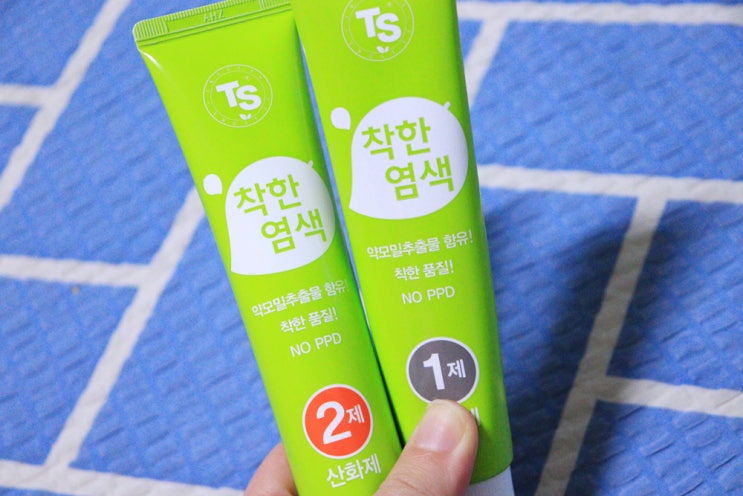 TS
착한
염색
약모밀추출물 함유!
착한 품질!
NO PPD
2제
산화제
TS
착한
염색
약모밀추출물 함유!
착한 품질!
NO PPD
1제
제